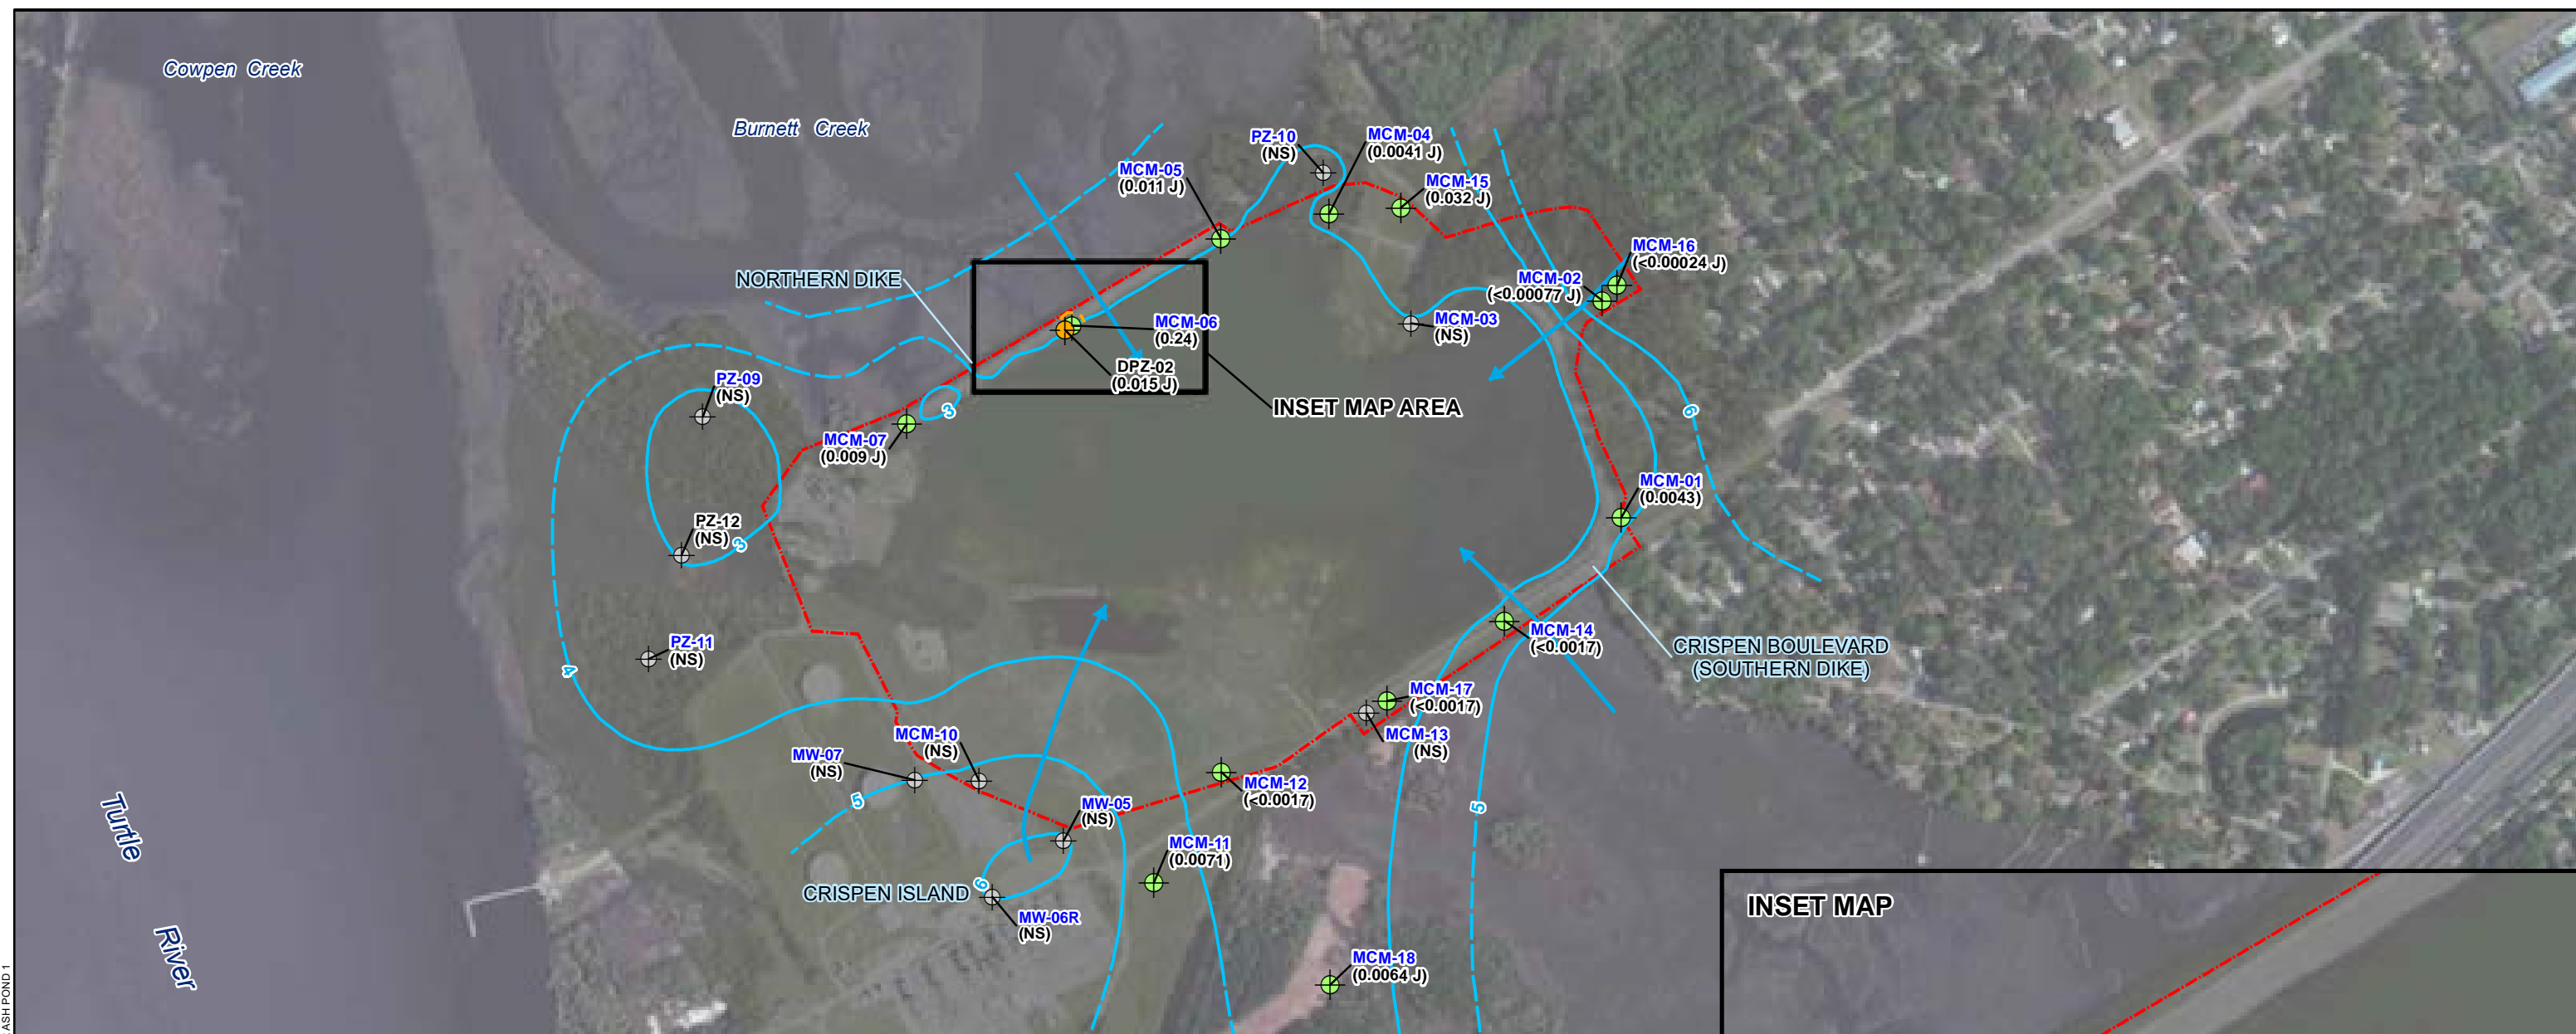 Cowpen Creek
Burnett Creek
PZ-10
(NS)
MCM-04
(0.0041 J)
MCM-05
(0.011 J)
MCM-15
(0.032 J)
MCM-16
(<0.00024 J)
MCM-02
(<0.00077 J)
NORTHERN DIKE
MCM-03
(NS)
MCM-06
(0.24)
DPZ-02
(0.015 J)
INSET MAP AREA
PZ-09
(NS)
3
6
MCM-07
(0.009 J)
MCM-01
(0.0043)
PZ-12
(NS)
3
MCM-14
(<0.0017)
CRISPEN BOULEVARD
(SOUTHERN DIKE)
PZ-11
(NS)
4
MCM-17
(<0.0017)
MCM-13
(NS)
MCM-10
(NS)
MW-07
(NS)
5
MCM-12
(<0.0017)
5
MW-05
(NS)
MCM-11
(0.0071)
Turtle
River
CRISPEN ISLAND
6
MW-06R
(NS)
MCM-18
(0.0064 J)
INSET MAP
ASH POND 1